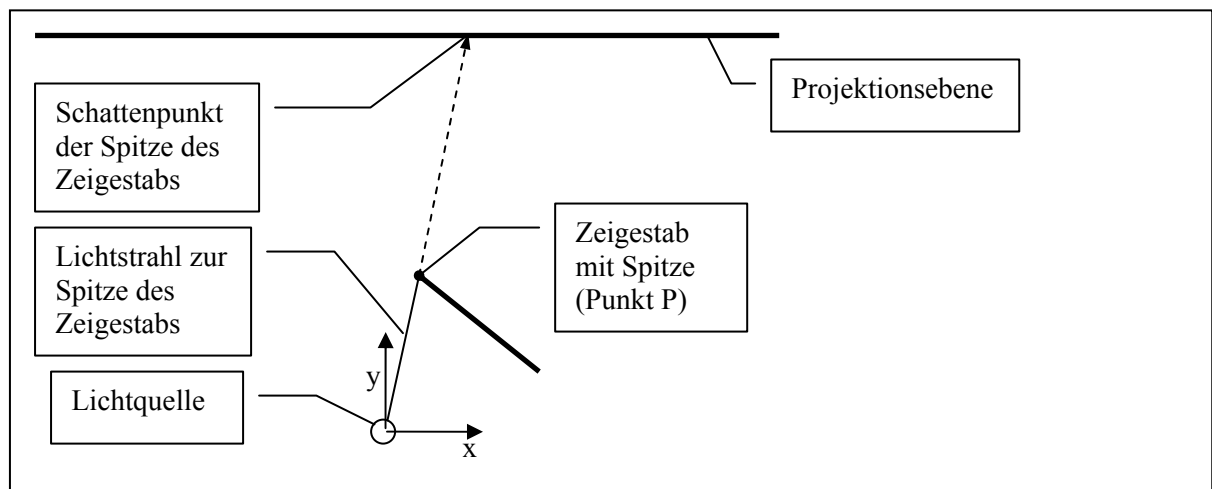 Schattenpunkt
der Spitze des
Zeigestabs
Projektionsebene
Lichtstrahl zur
Spitze des
Zeigestabs
Zeigestab
mit Spitze
(Punkt P)
y
Lichtquelle
x